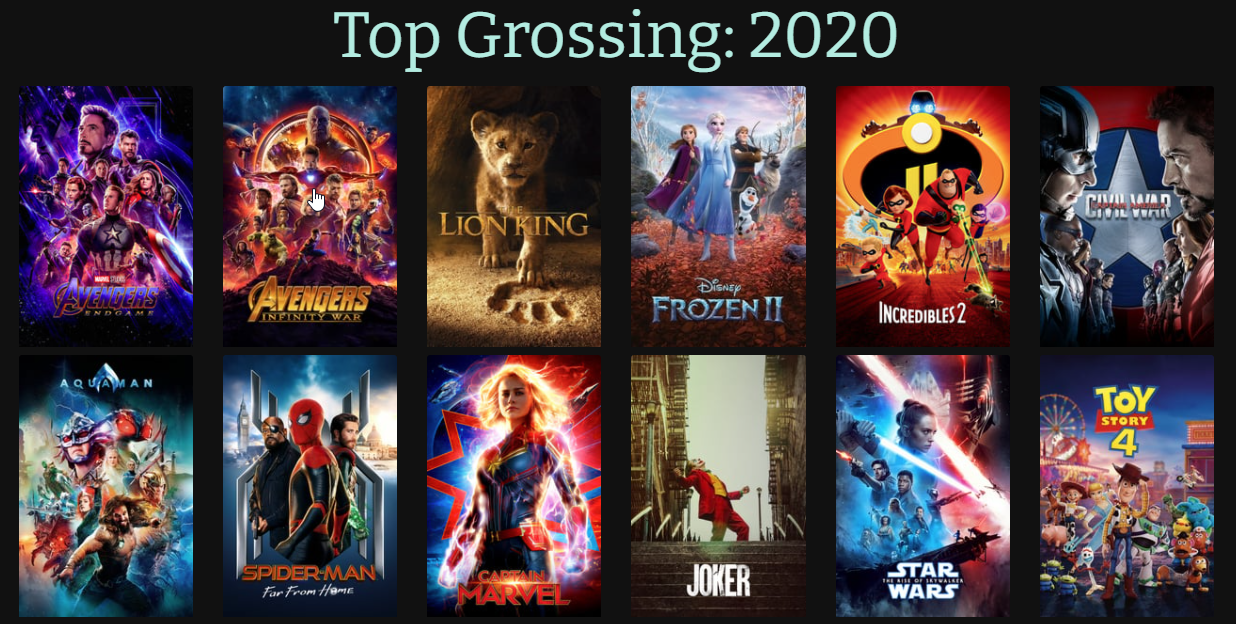 Top Grossing: 2020
MARVEL STUDIOS
AVENGERS
ENDGAME
AVENGERS
INFINITY WAR
THE
LION KING
Disney
FROZEN II
INCREDIBLES 2
CAPTAIN AMERICA
CIVIL WAR
AQUAMAN
SPIDER-MAN
Far From Home
CAPTAIN
MARVEL
JOKER
STAR
THE RISE OF SKYWALKER
WARS
TOY
STORY
4